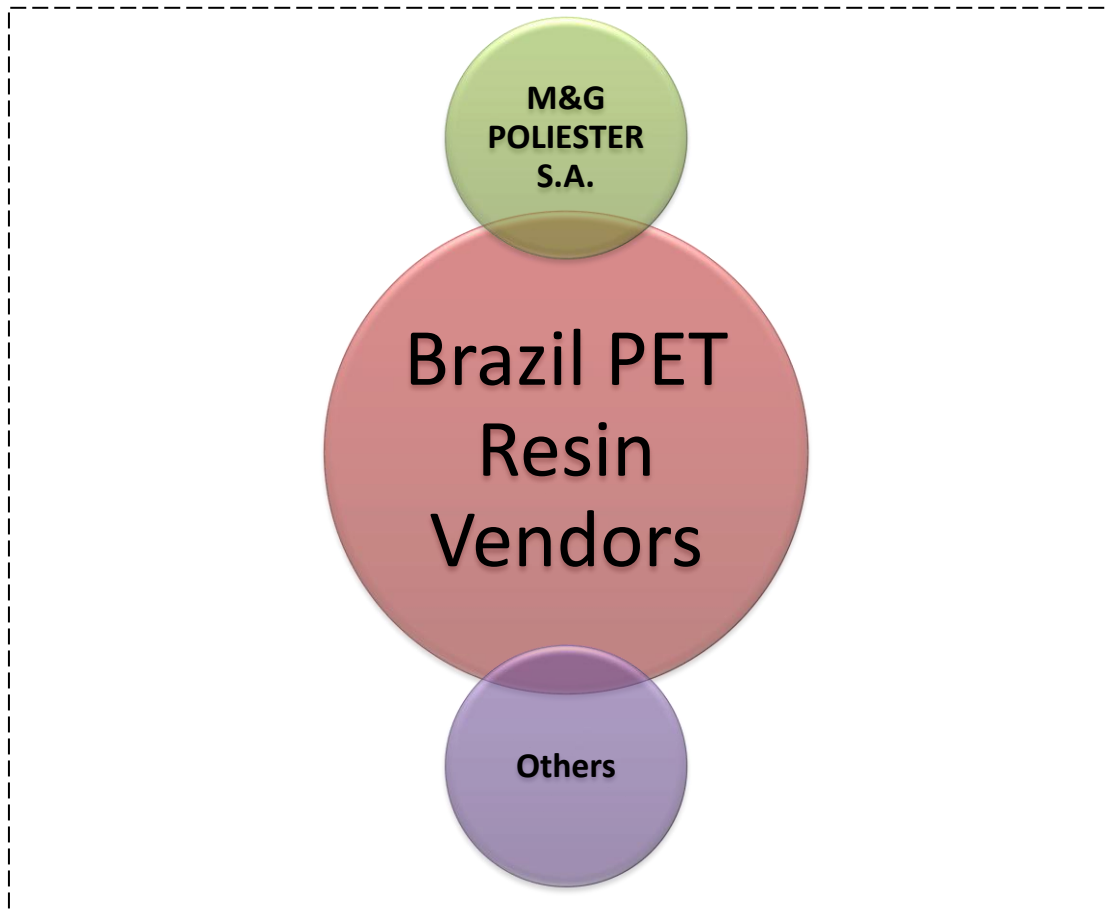 M&G
POLIESTER
S.A.
Brazil PET
Resin
Vendors
Others